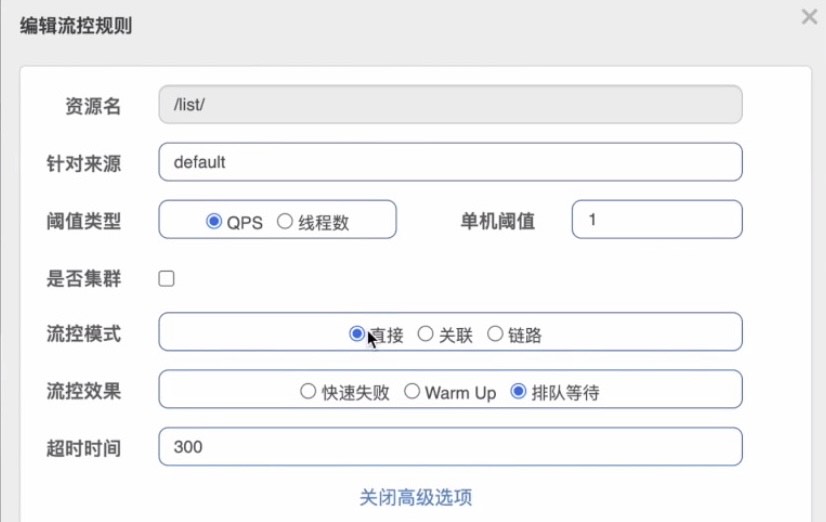 编辑流控规则 ×
资源名 /list/
针对来源 default
阈值类型 QPS 线程数 单机阈值 1
是否集群
流控模式 直接 关联 链路
流控效果 快速失败 Warm Up 排队等待
超时时间 300
关闭高级选项